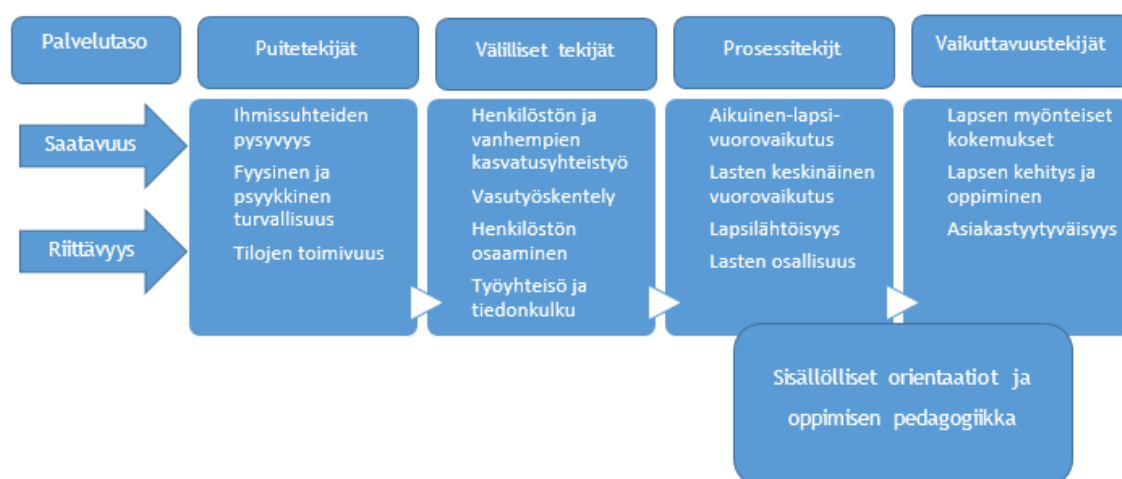 Palvelutaso
Puitetekijät
Välilliset tekijät
Prosessitekijt
Vaikuttavuustekijät
Saatavuus
Riittävyys
Ihmissuhteiden
pysyvyys
Fyysinen ja
psyykkinen
turvallisuus
Tilojen toimivuus
Henkilöstön ja
vanhempien
kasvatusyhteistyö
Vasutyöskentely
Henkilöstön
osaaminen
Työyhteisö ja
tiedonkulku
Aikuinen-lapsi-
vuorovaikutus
Lasten keskinäinen
vuorovaikutus
Lapsilähtöisyys
Lasten osallisuus
Lapsen myönteiset
kokemukset
Lapsen kehitys ja
oppiminen
Asiakastyytyväisyys
Sisällölliset orientaatiot ja
oppimisen pedagogiikka